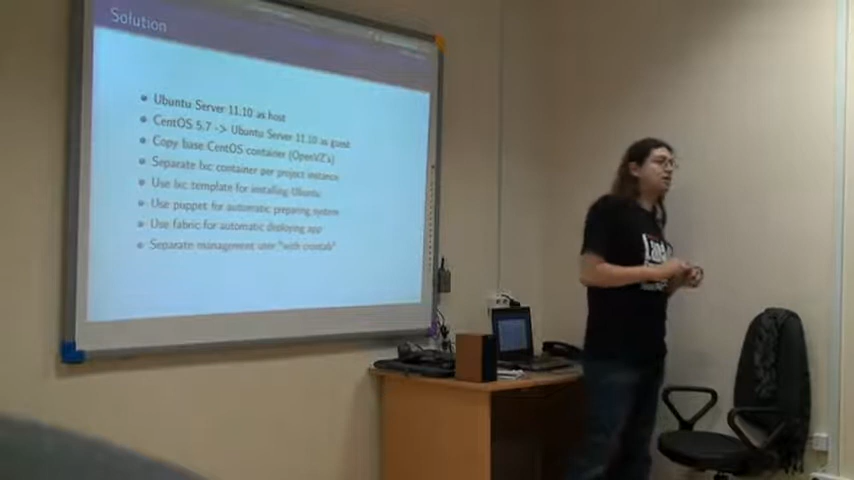 Solution
Ubuntu Server 11.10 as host
CentOS 5.7 -> Ubuntu Server 11.10 as guest
Copy base CentOS container (OpenVZ's)
Separate lxc container per project instance
Use lxc template for installing Ubuntu
Use puppet for automatic preparing system
Use fabric for automatic deploying app
Separate management user "with crontab"